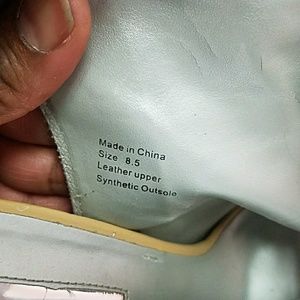 Made in China
Size 8.5
Leather upper
Synthetic Outsole